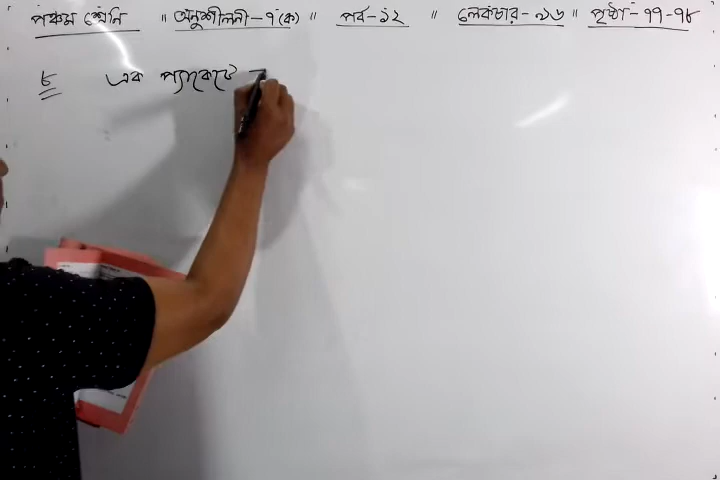 পঞ্চম শ্রেনি " অনুশীলনী-৭(ক) " পর্ব-১২ " লেকচার-৯৬ " পৃষ্ঠা-৭৭-৭৮
৮ এক প্যাকেটে